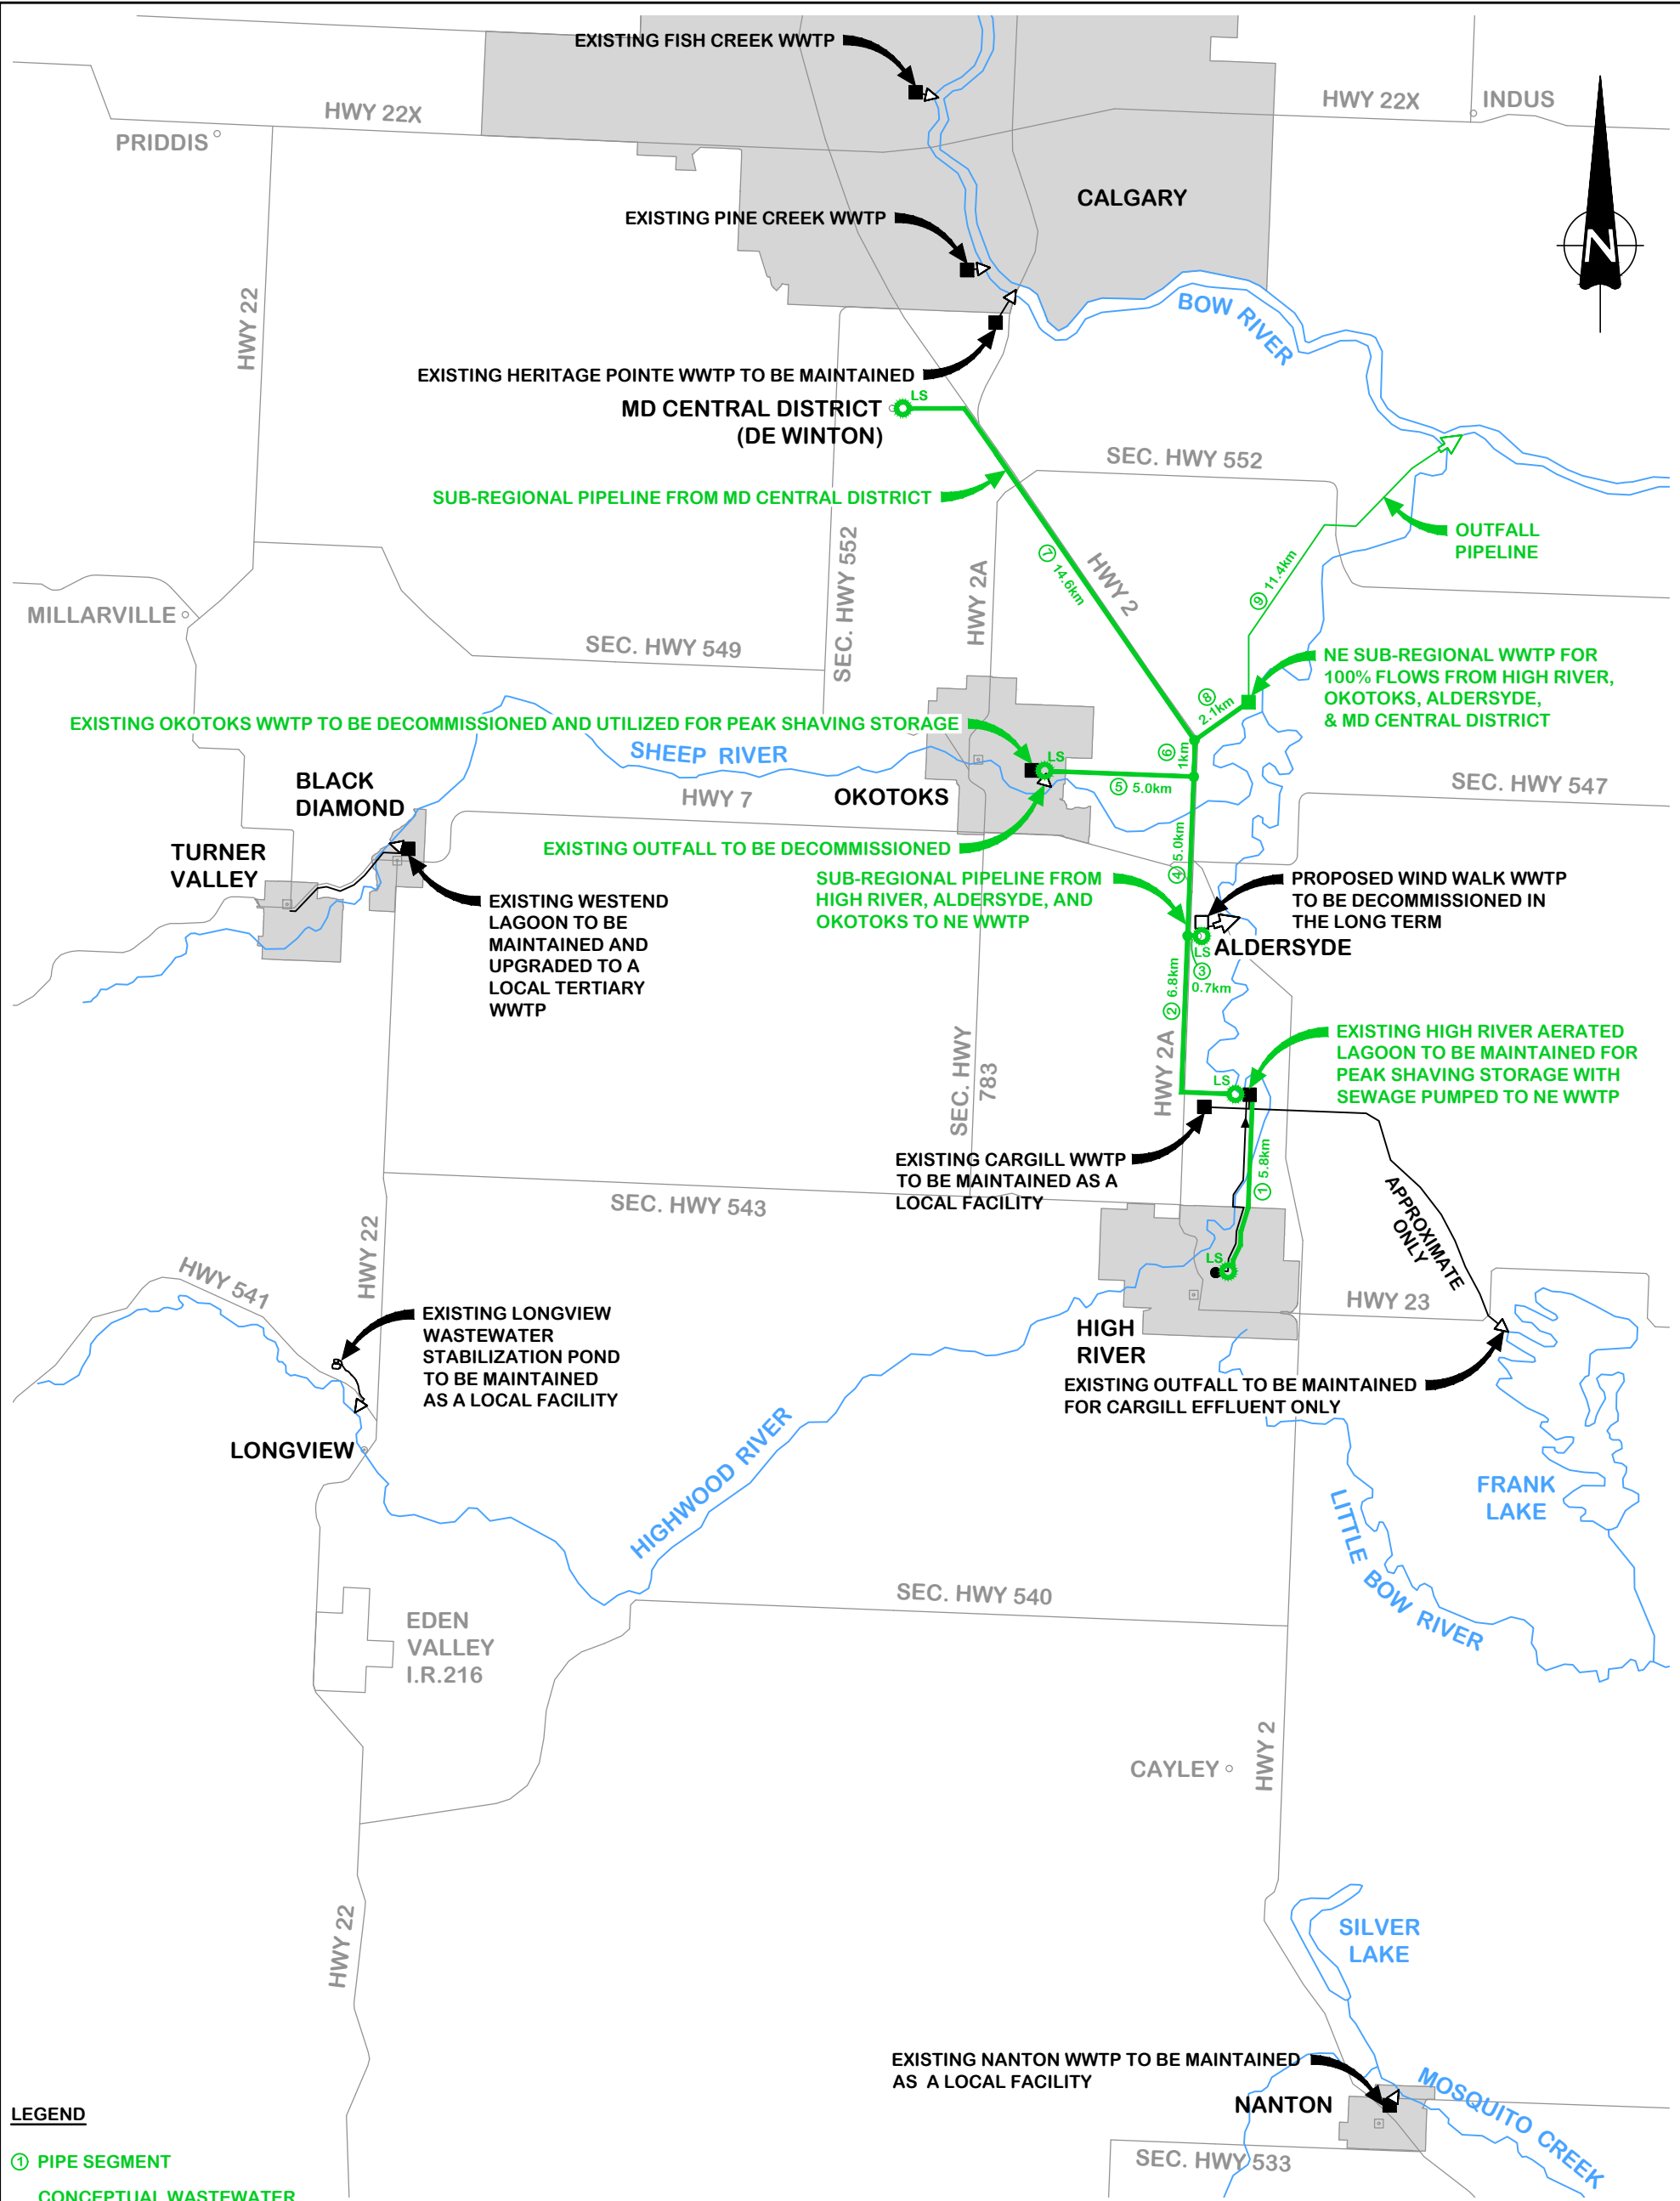 EXISTING FISH CREEK WWTP
HWY 22X
HWY 22X
INDUS
PRIDDIS
CALGARY
EXISTING PINE CREEK WWTP
N
HWY 22
BOW RIVER
EXISTING HERITAGE POINTE WWTP TO BE MAINTAINED
LS
MD CENTRAL DISTRICT
(DE WINTON)
SEC. HWY 552
SUB-REGIONAL PIPELINE FROM MD CENTRAL DISTRICT
OUTFALL
PIPELINE
SEC. HWY 552
HWY 2A
7 14.6km
HWY 2
9 11.4km
MILLARVILLE
SEC. HWY 549
NE SUB-REGIONAL WWTP FOR
100% FLOWS FROM HIGH RIVER,
OKOTOKS, ALDERSYDE,
& MD CENTRAL DISTRICT
8
2.1km
EXISTING OKOTOKS WWTP TO BE DECOMMISSIONED AND UTILIZED FOR PEAK SHAVING STORAGE
SHEEP RIVER
LS
6
1km
5 5.0km
SEC. HWY 547
BLACK
DIAMOND
HWY 7
OKOTOKS
TURNER
VALLEY
EXISTING OUTFALL TO BE DECOMMISSIONED
4 5.0km
SUB-REGIONAL PIPELINE FROM
HIGH RIVER, ALDERSYDE, AND
OKOTOKS TO NE WWTP
PROPOSED WIND WALK WWTP
TO BE DECOMMISSIONED IN
THE LONG TERM
EXISTING WESTEND
LAGOON TO BE
MAINTAINED AND
UPGRADED TO A
LOCAL TERTIARY
WWTP
LS
ALDERSYDE
3
0.7km
2 6.8km
SEC. HWY
783
HWY 2A
EXISTING HIGH RIVER AERATED
LAGOON TO BE MAINTAINED FOR
PEAK SHAVING STORAGE WITH
SEWAGE PUMPED TO NE WWTP
LS
EXISTING CARGILL WWTP
TO BE MAINTAINED AS A
LOCAL FACILITY
1 5.8km
SEC. HWY 543
APPROXIMATE
ONLY
HWY 22
HWY 541
LS
HWY 23
EXISTING LONGVIEW
WASTEWATER
STABILIZATION POND
TO BE MAINTAINED
AS A LOCAL FACILITY
HIGH
RIVER
EXISTING OUTFALL TO BE MAINTAINED
FOR CARGILL EFFLUENT ONLY
LONGVIEW
HIGHWOOD RIVER
FRANK
LAKE
LITTLE BOW RIVER
SEC. HWY 540
EDEN
VALLEY
I.R.216
CAYLEY
HWY 2
HWY 22
SILVER
LAKE
EXISTING NANTON WWTP TO BE MAINTAINED
AS A LOCAL FACILITY
NANTON
MOSQUITO CREEK
SEC. HWY 533
LEGEND
1 PIPE SEGMENT
CONCEPTUAL WASTEWATER